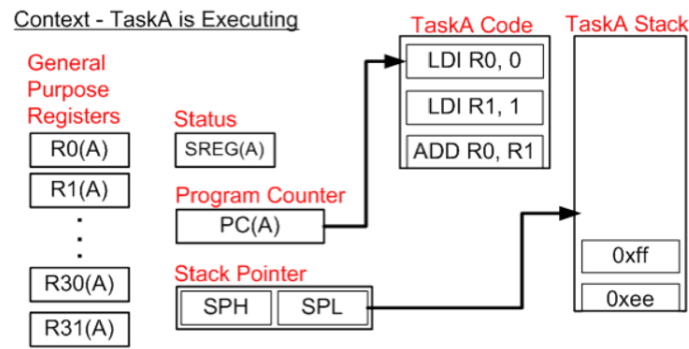 Context - TaskA is Executing
General
Purpose
Registers
R0(A)
R1(A)
R30(A)
R31(A)
Status
SREG(A)
Program Counter
PC(A)
Stack Pointer
SPH SPL
TaskA Code
LDI R0, 0
LDI R1, 1
ADD R0, R1
TaskA Stack
0xff
0xee